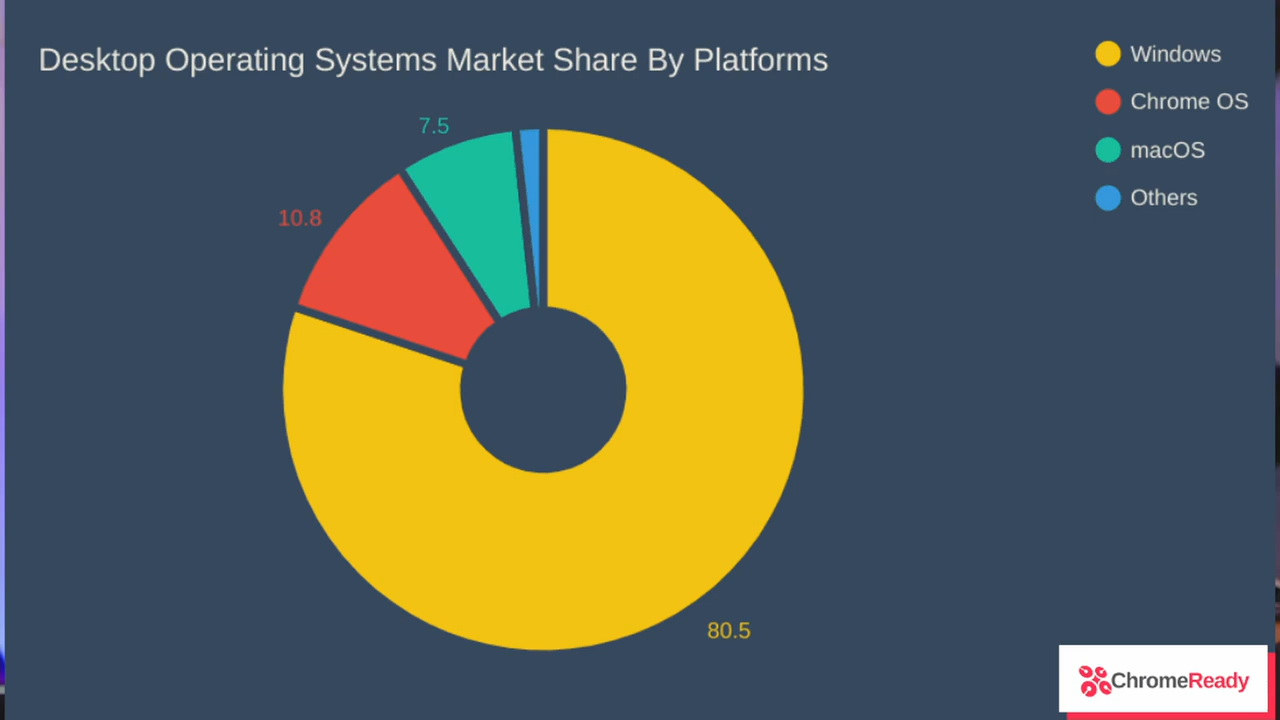 Desktop Operating Systems Market Share By Platforms
Windows
Chrome OS
macOS
Others
7.5
10.8
80.5
ChromeReady